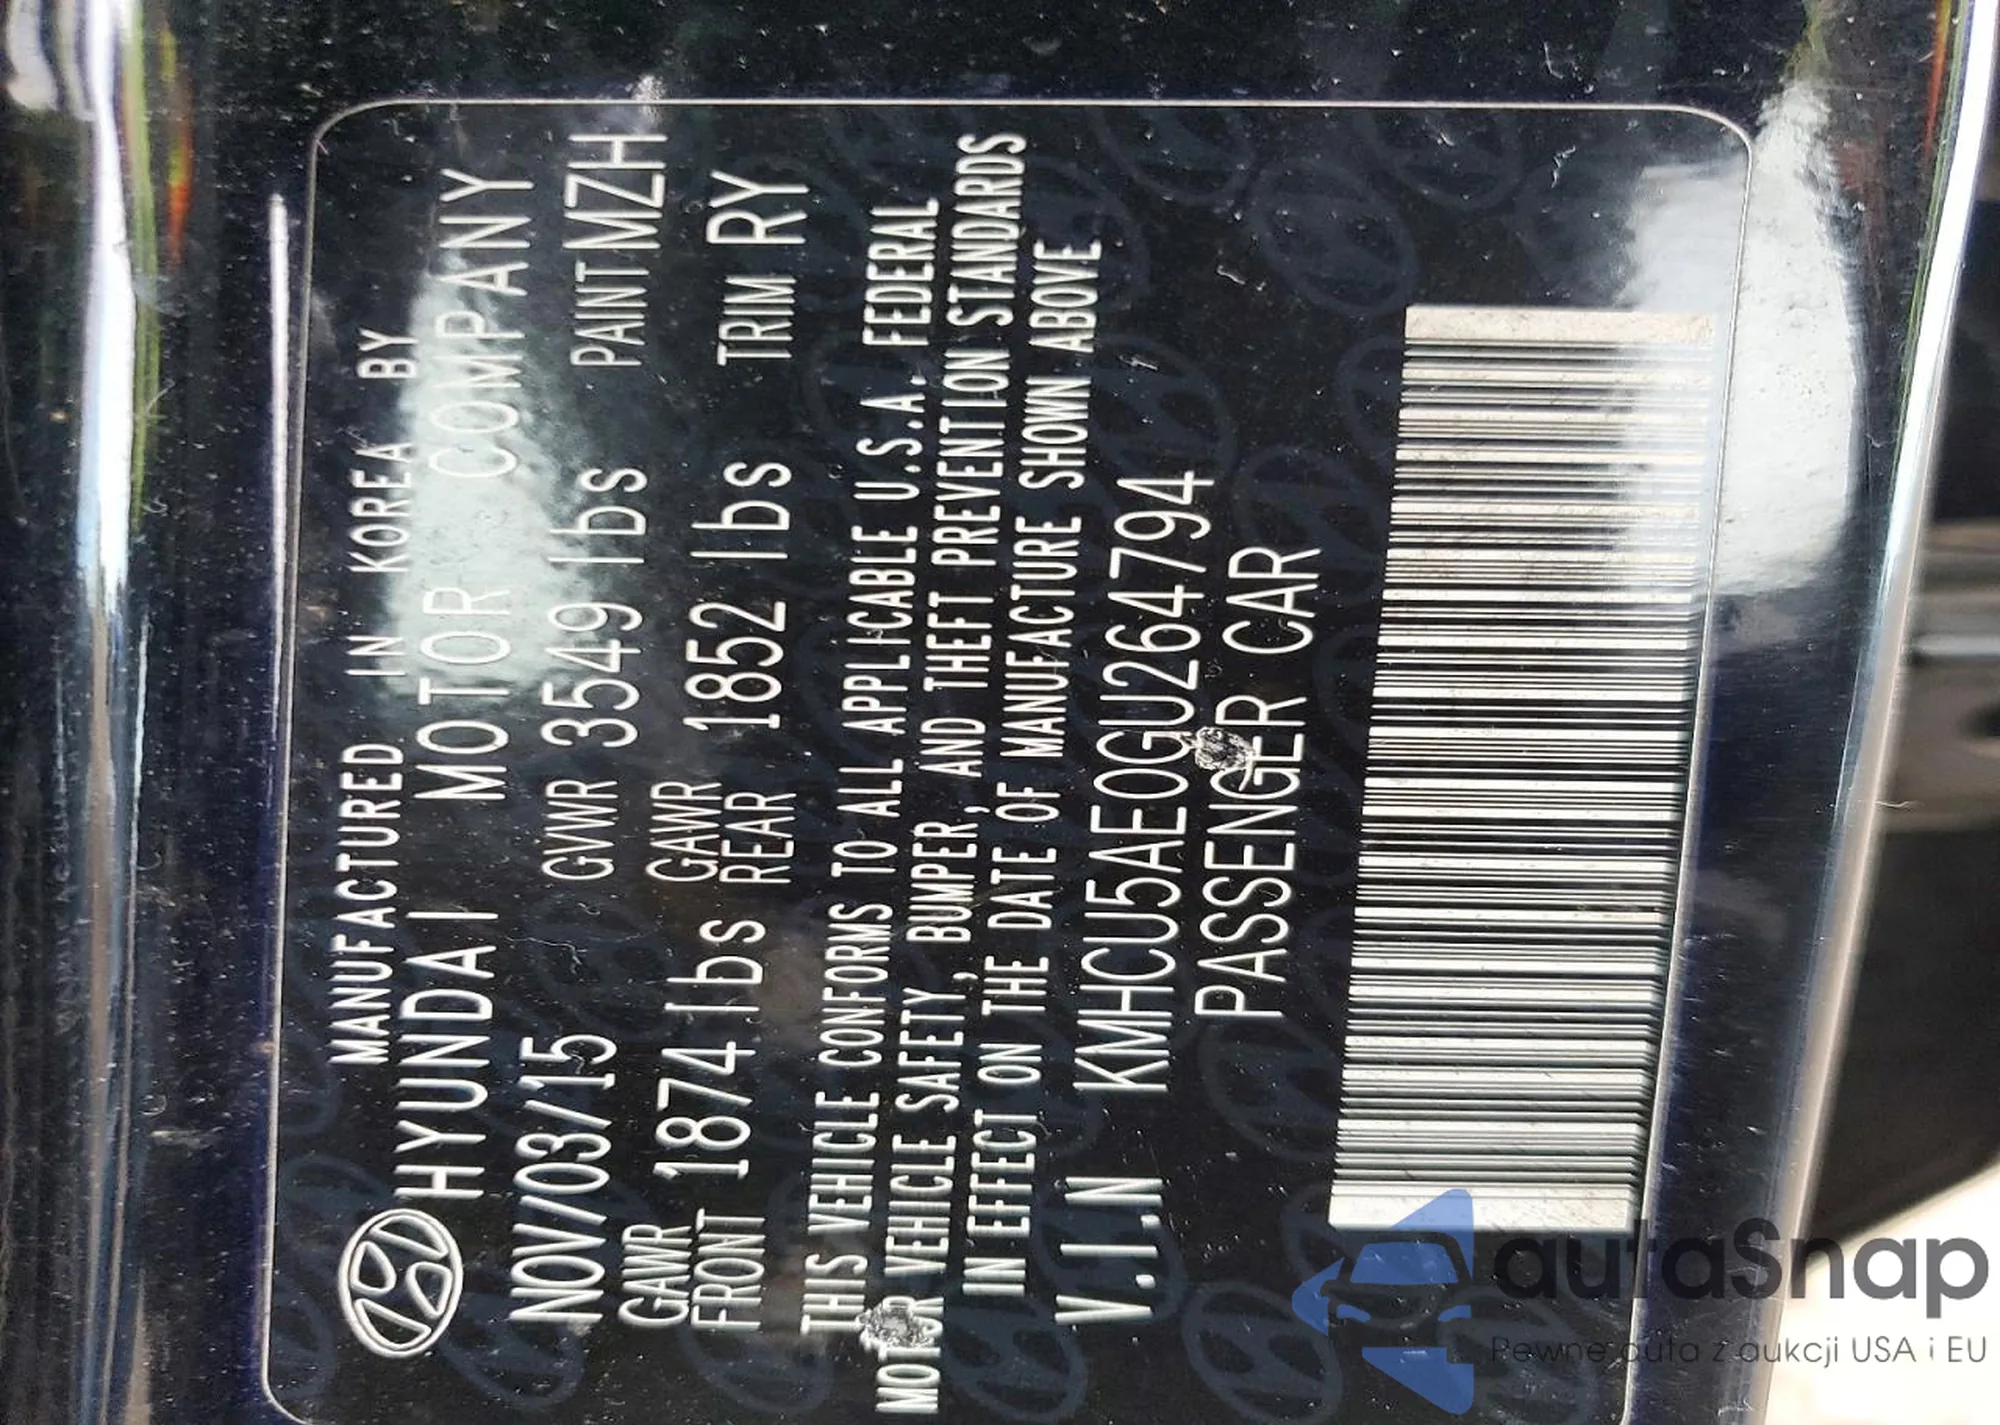 MANUFACTURED IN KOREA BY
HYUNDAI MOTOR COMPANY
NOV/03/15 GVWR 3549 lbs PAINT MZH
GAWR FRONT 1874 lbs GAWR REAR 1852 lbs TRIM RY
THIS VEHICLE CONFORMS TO ALL APPLICABLE U.S.A. FEDERAL
MOTOR VEHICLE SAFETY, BUMPER, AND THEFT PREVENTION STANDARDS
IN EFFECT ON THE DATE OF MANUFACTURE SHOWN ABOVE
V.I.N KMHCU5AE0GU264794
PASSENGER CAR
autaSnap
Pewne auta z aukcji USA i EU